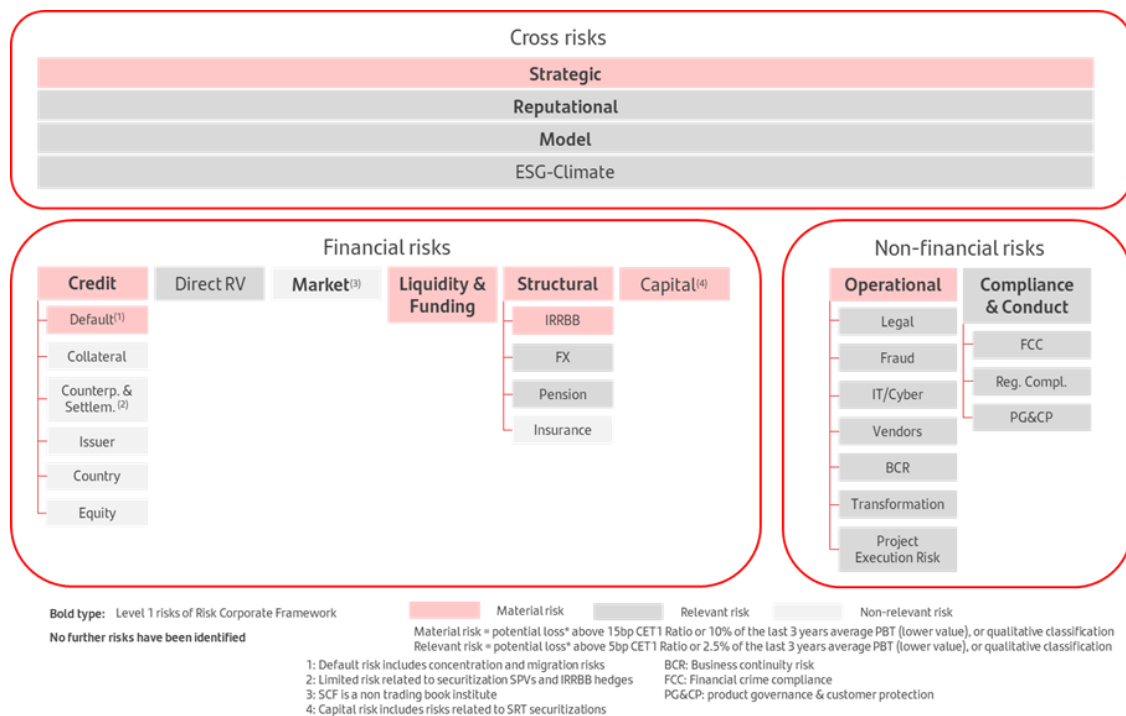 Cross risks
Strategic
Reputational
Model
ESG-Climate
Financial risks
Credit
Default(1)
Collateral
Counterp. &
Settlem. (2)
Issuer
Country
Equity
Direct RV
Market(3)
Liquidity &
Funding
Structural
IRRBB
FX
Pension
Insurance
Capital(4)
Non-financial risks
Operational
Legal
Fraud
IT/Cyber
Vendors
BCR
Transformation
Project
Execution Risk
Compliance
& Conduct
FCC
Reg. Compl.
PG&CP
Bold type: Level 1 risks of Risk Corporate Framework
No further risks have been identified
Material risk
Relevant risk
Non-relevant risk
Material risk = potential loss* above 15bp CET1 Ratio or 10% of the last 3 years average PBT (lower value), or qualitative classification
Relevant risk = potential loss* above 5bp CET1 Ratio or 2.5% of the last 3 years average PBT (lower value), or qualitative classification
1: Default risk includes concentration and migration risks
2: Limited risk related to securitization SPVs and IRRBB hedges
3: SCF is a non trading book institute
4: Capital risk includes risks related to SRT securitizations
BCR: Business continuity risk
FCC: Financial crime compliance
PG&CP: product governance & customer protection